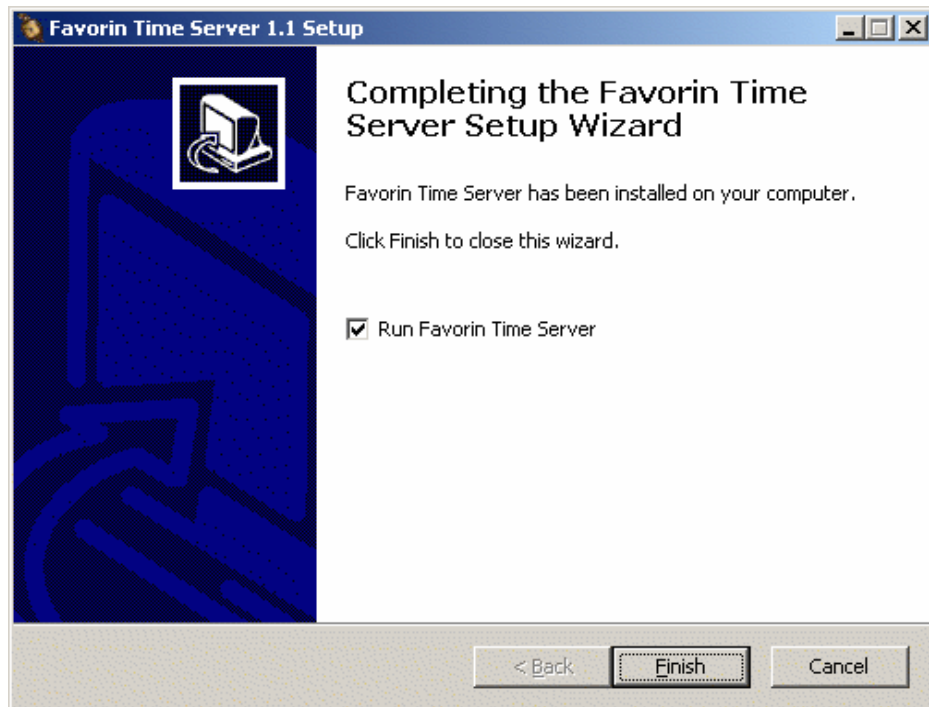 Favorin Time Server 1.1 Setup
Completing the Favorin Time
Server Setup Wizard
Favorin Time Server has been installed on your computer.
Click Finish to close this wizard.
Run Favorin Time Server
< Back
Finish
Cancel